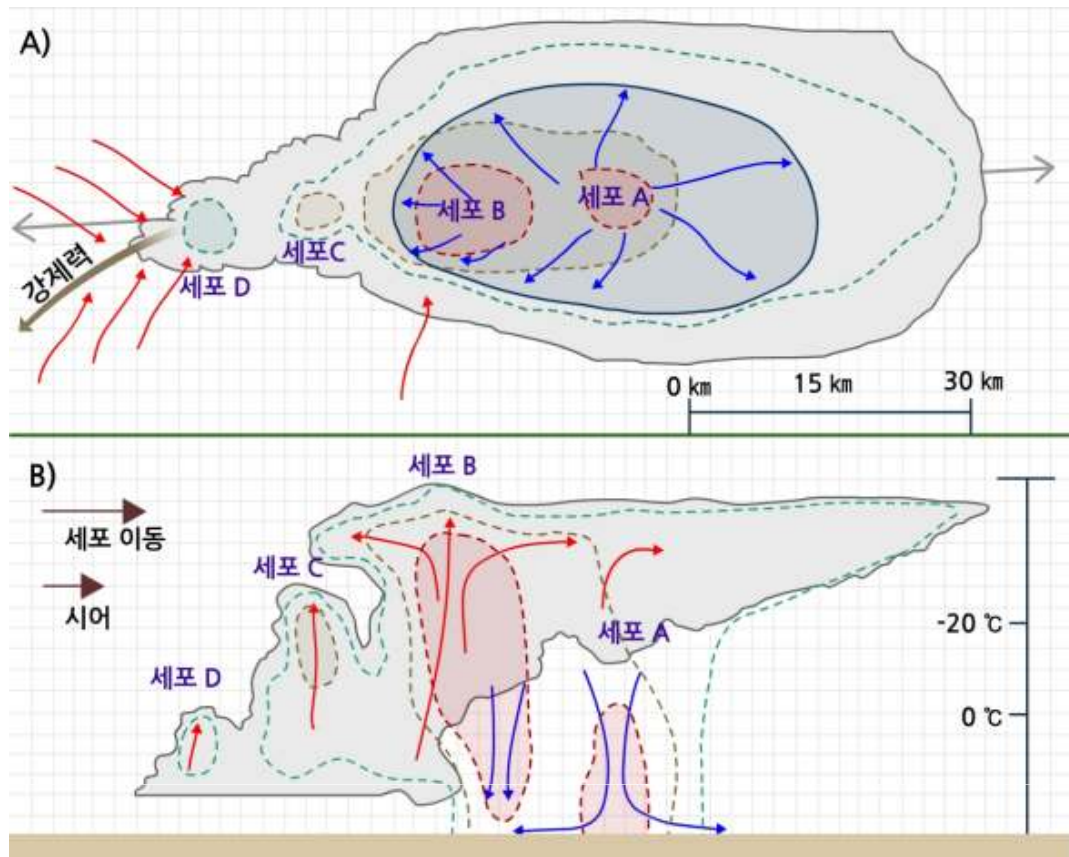 A)
세포 B
세포 A
세포C
강제력
세포 D
0 km
15 km
30 km
B)
세포 B
세포 이동
세포 C
시어
세포 A
-20 ℃
세포 D
0 ℃